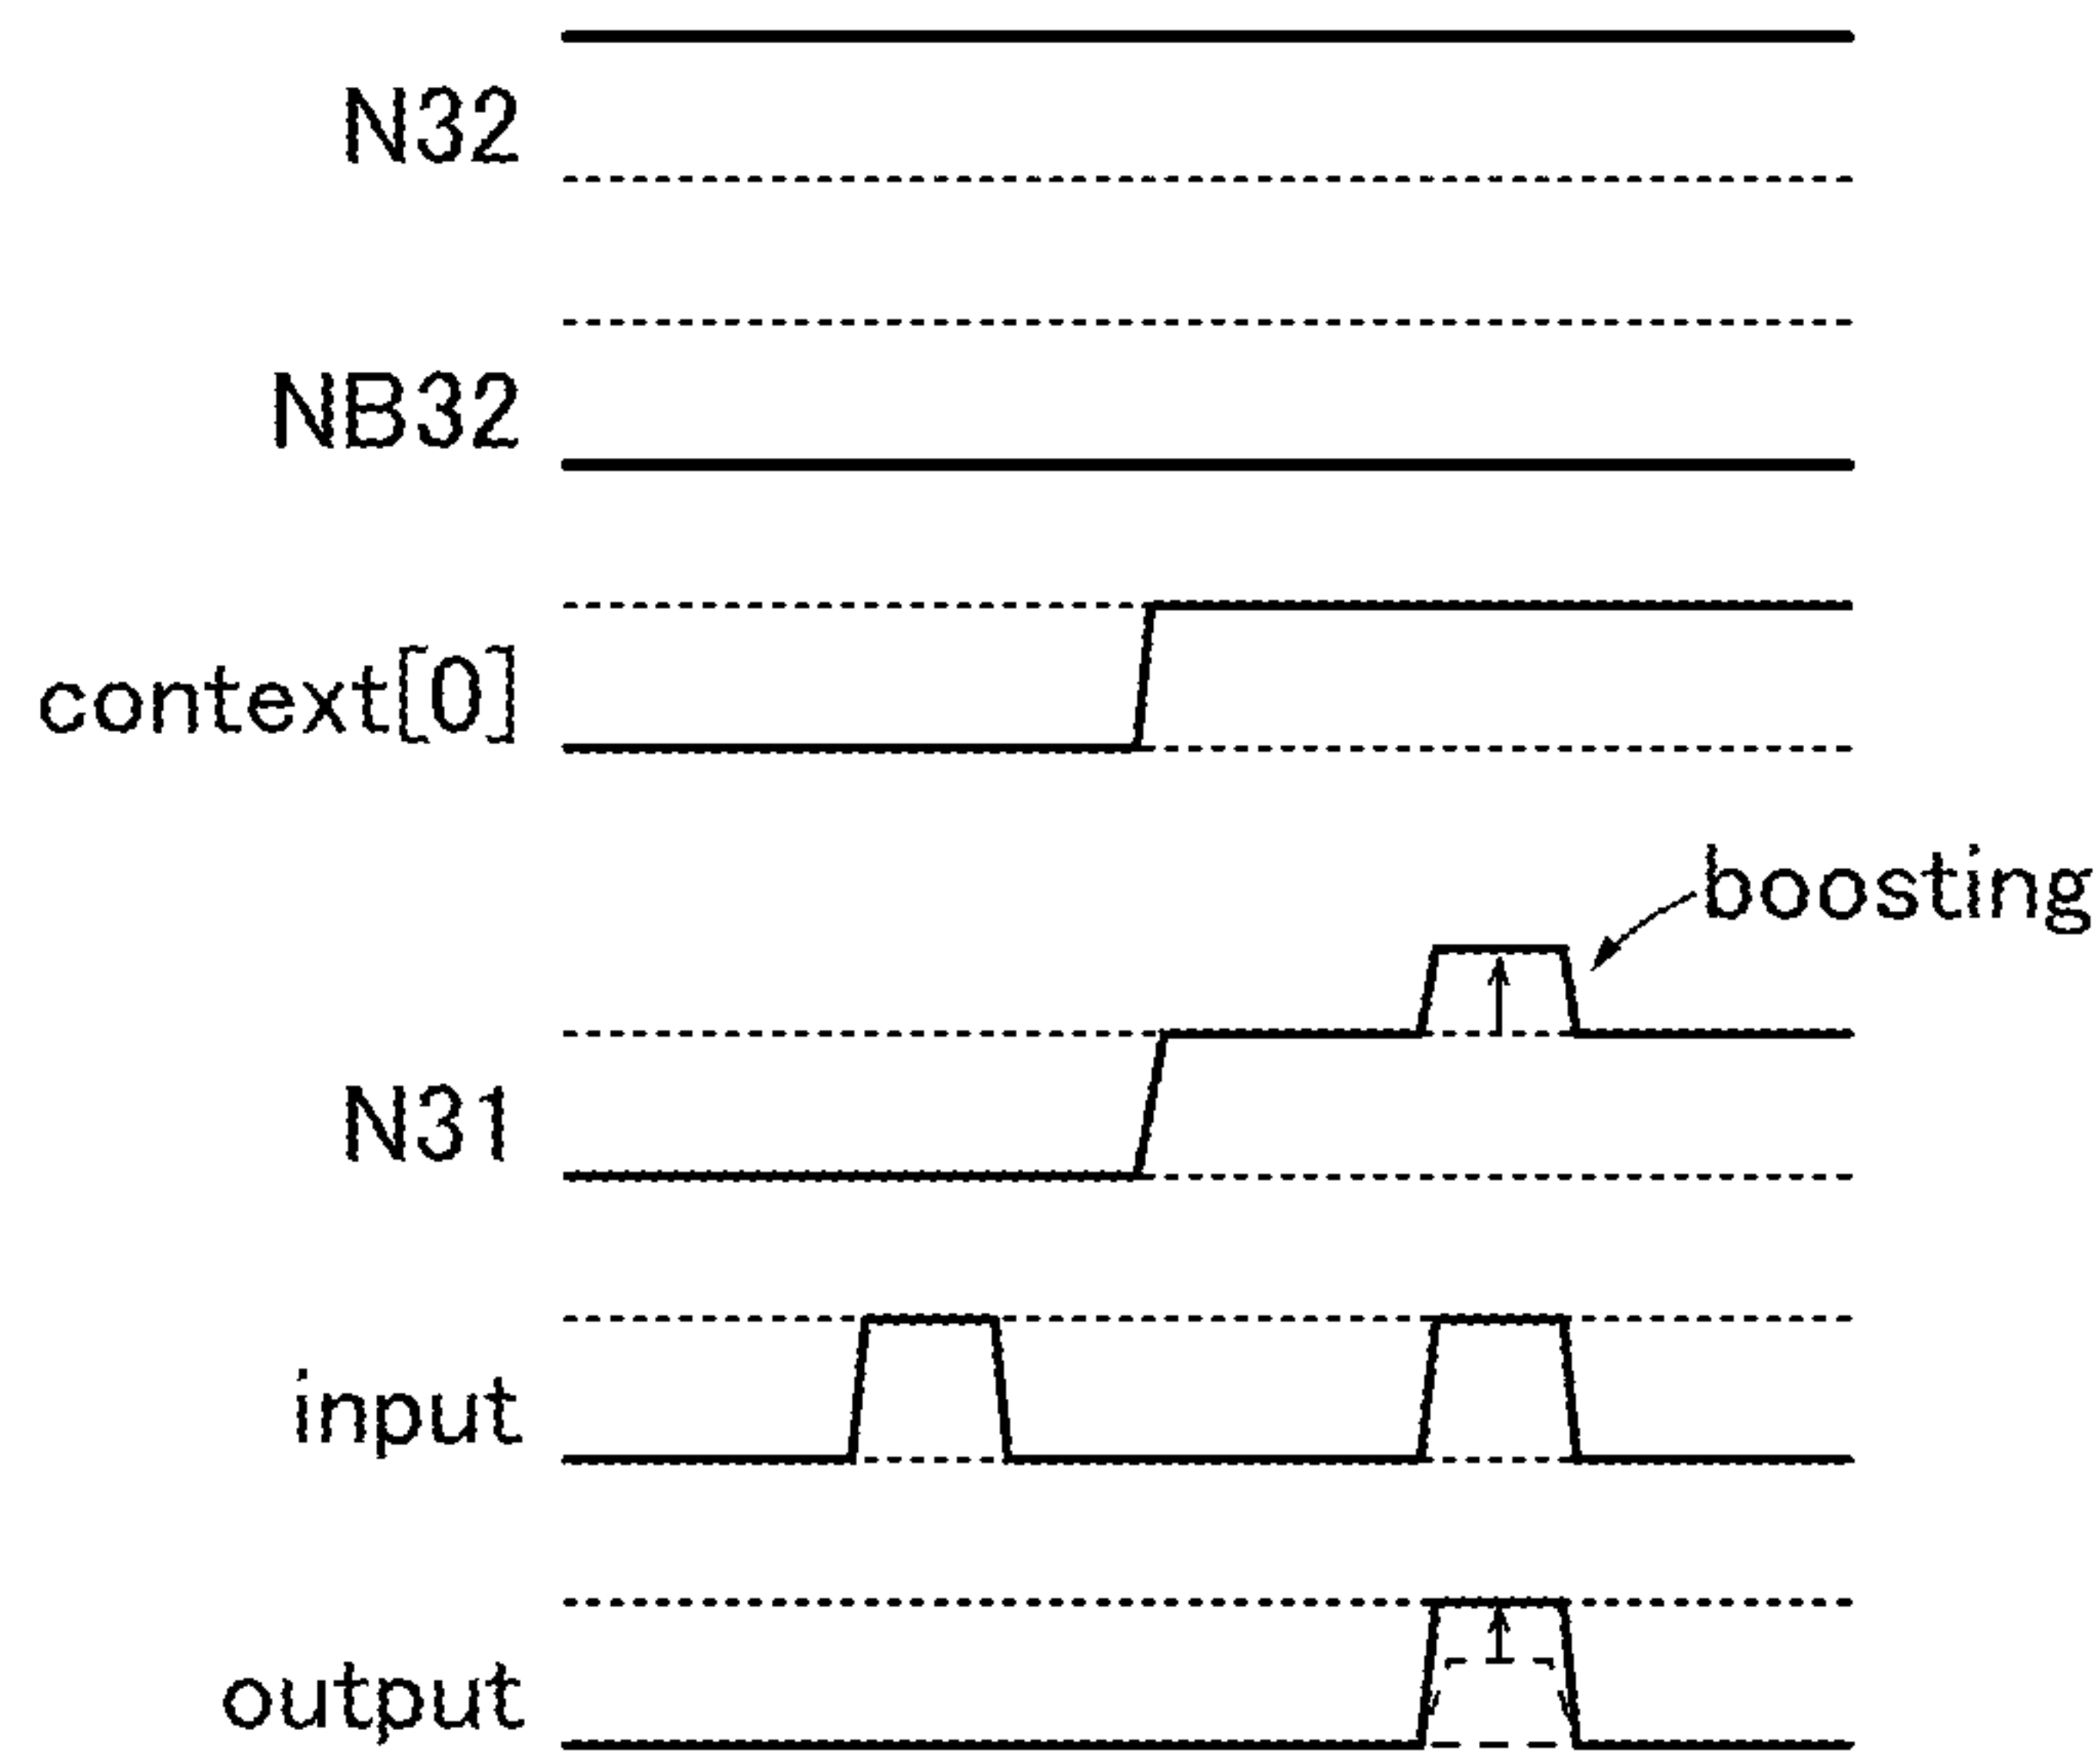 N32
NB32
context[0]
boosting
N31
input
output